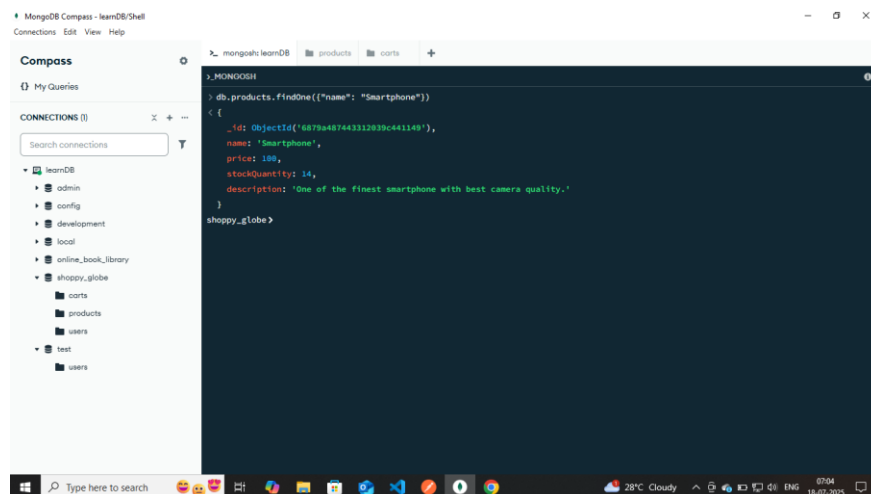 MongoDB Compass - learnDB/Shell
Connections Edit View Help
Compass
{} My Queries
CONNECTIONS (1)
Search connections
learnDB
admin
config
development
local
online_book_library
shoppy_globe
carts
products
users
test
users
>_ mongosh: learnDB products carts +
>_MONGOSH
> db.products.findOne({"name": "Smartphone"})
< {
_id: ObjectId('6879a487443312039c441149'),
name: 'Smartphone',
price: 100,
stockQuantity: 14,
description: 'One of the finest smartphone with best camera quality.'
}
shoppy_globe>
Type here to search
28°C Cloudy
ENG
07:04
18-07-2025